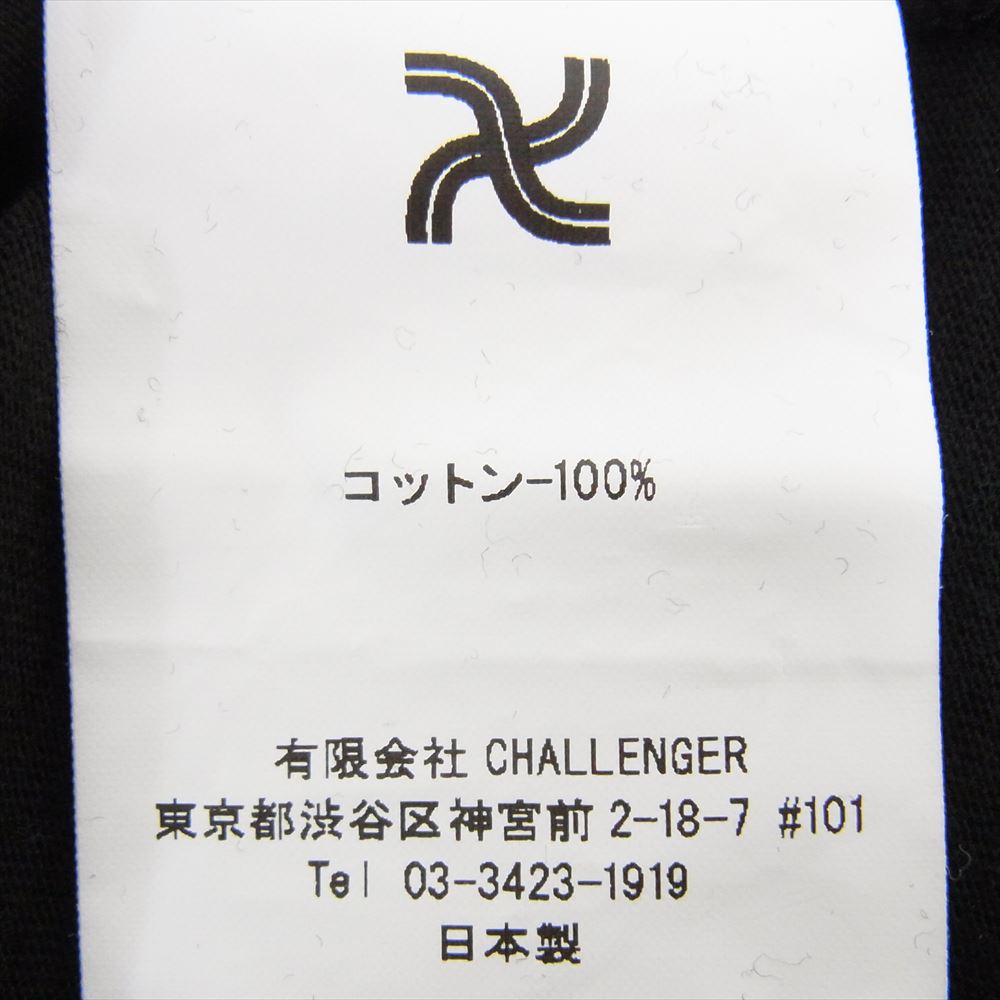 コットン-100%
有限会社 CHALLENGER
東京都渋谷区神宮前 2-18-7 #101
Tel 03-3423-1919
日本製